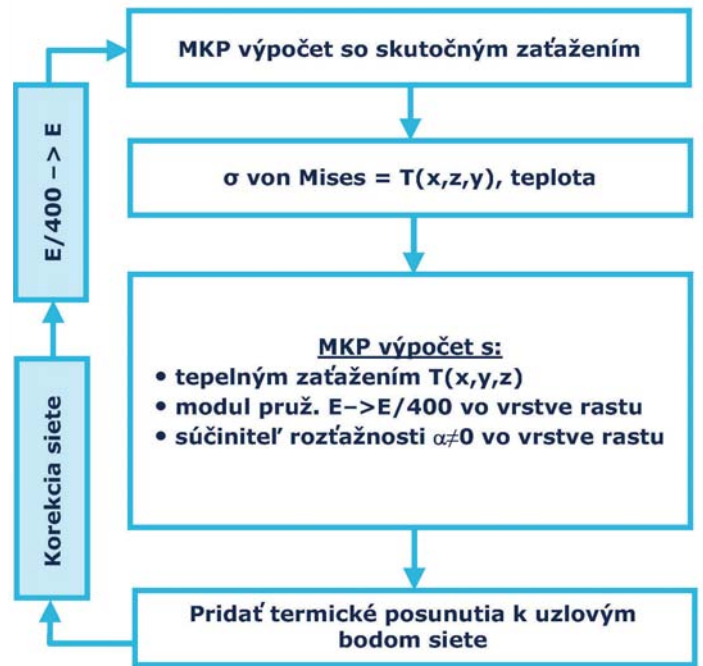 MKP výpočet so skutočným zaťažením
σ von Mises = T(x,z,y), teplota
MKP výpočet s:
• tepelným zaťažením T(x,y,z)
• modul pruž. E–>E/400 vo vrstve rastu
• súčiniteľ rozťažnosti α≠0 vo vrstve rastu
Pridať termické posunutia k uzlovým
bodom siete
Korekcia siete
E/400 –> E